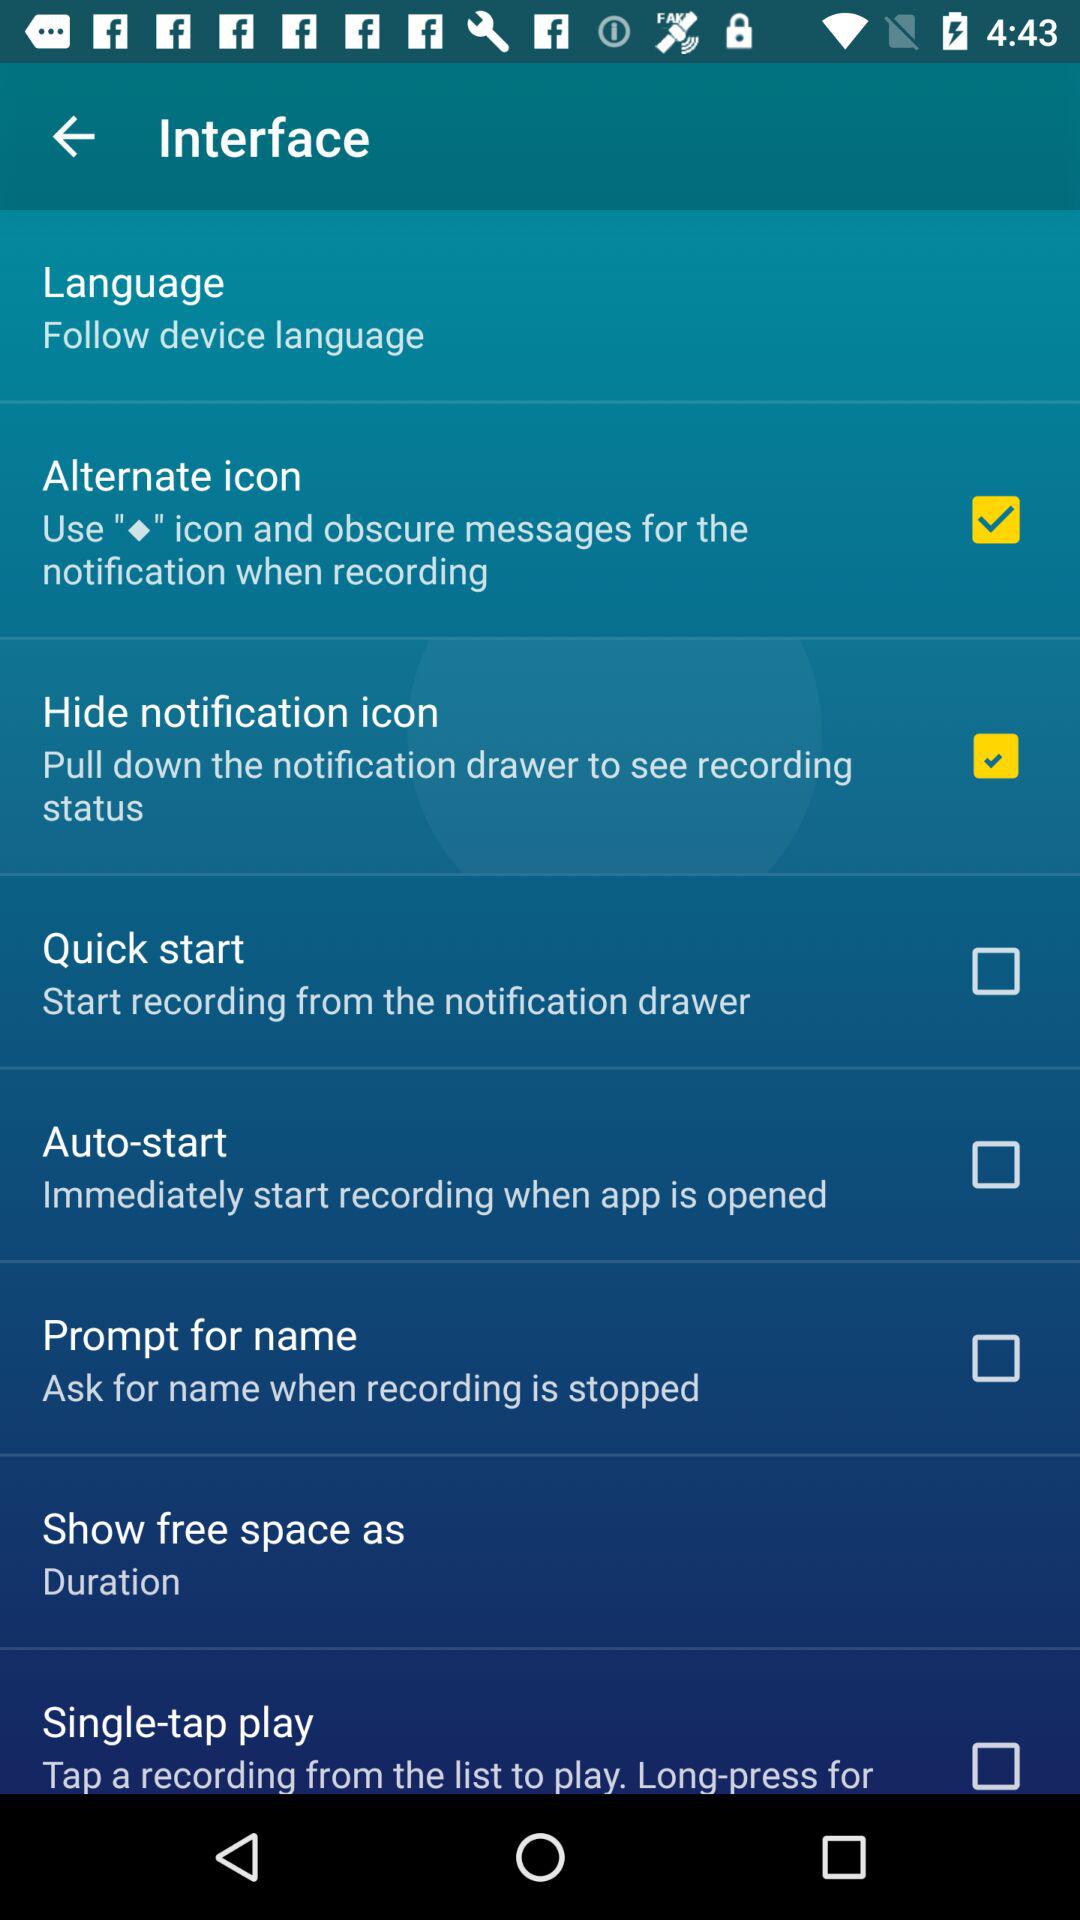 FAKE 4:43
Interface
Language
Follow device language
Alternate icon
Use "◆" icon and obscure messages for the
notification when recording
Hide notification icon
Pull down the notification drawer to see recording
status
Quick start
Start recording from the notification drawer
Auto-start
Immediately start recording when app is opened
Prompt for name
Ask for name when recording is stopped
Show free space as
Duration
Single-tap play
Tap a recording from the list to play. Long-press for